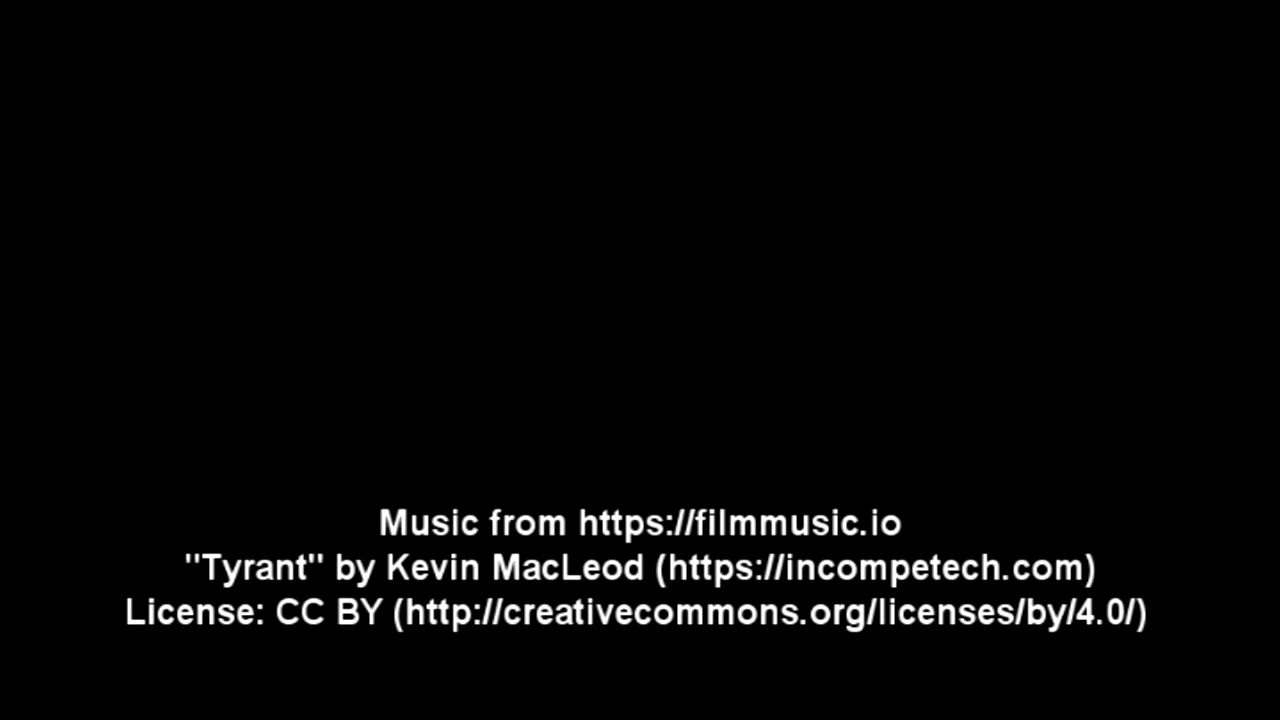 Music from https://filmmusic.io
"Tyrant" by Kevin MacLeod (https://incompetech.com)
License: CC BY (http://creativecommons.org/licenses/by/4.0/)